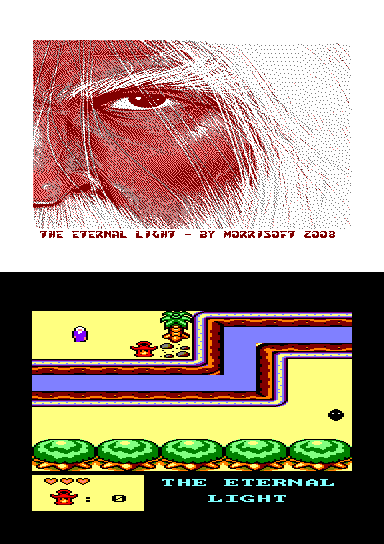 THE ETERNAL LIGHT - BY MORRISOFT 2008
: 0
THE ETERNAL
LIGHT